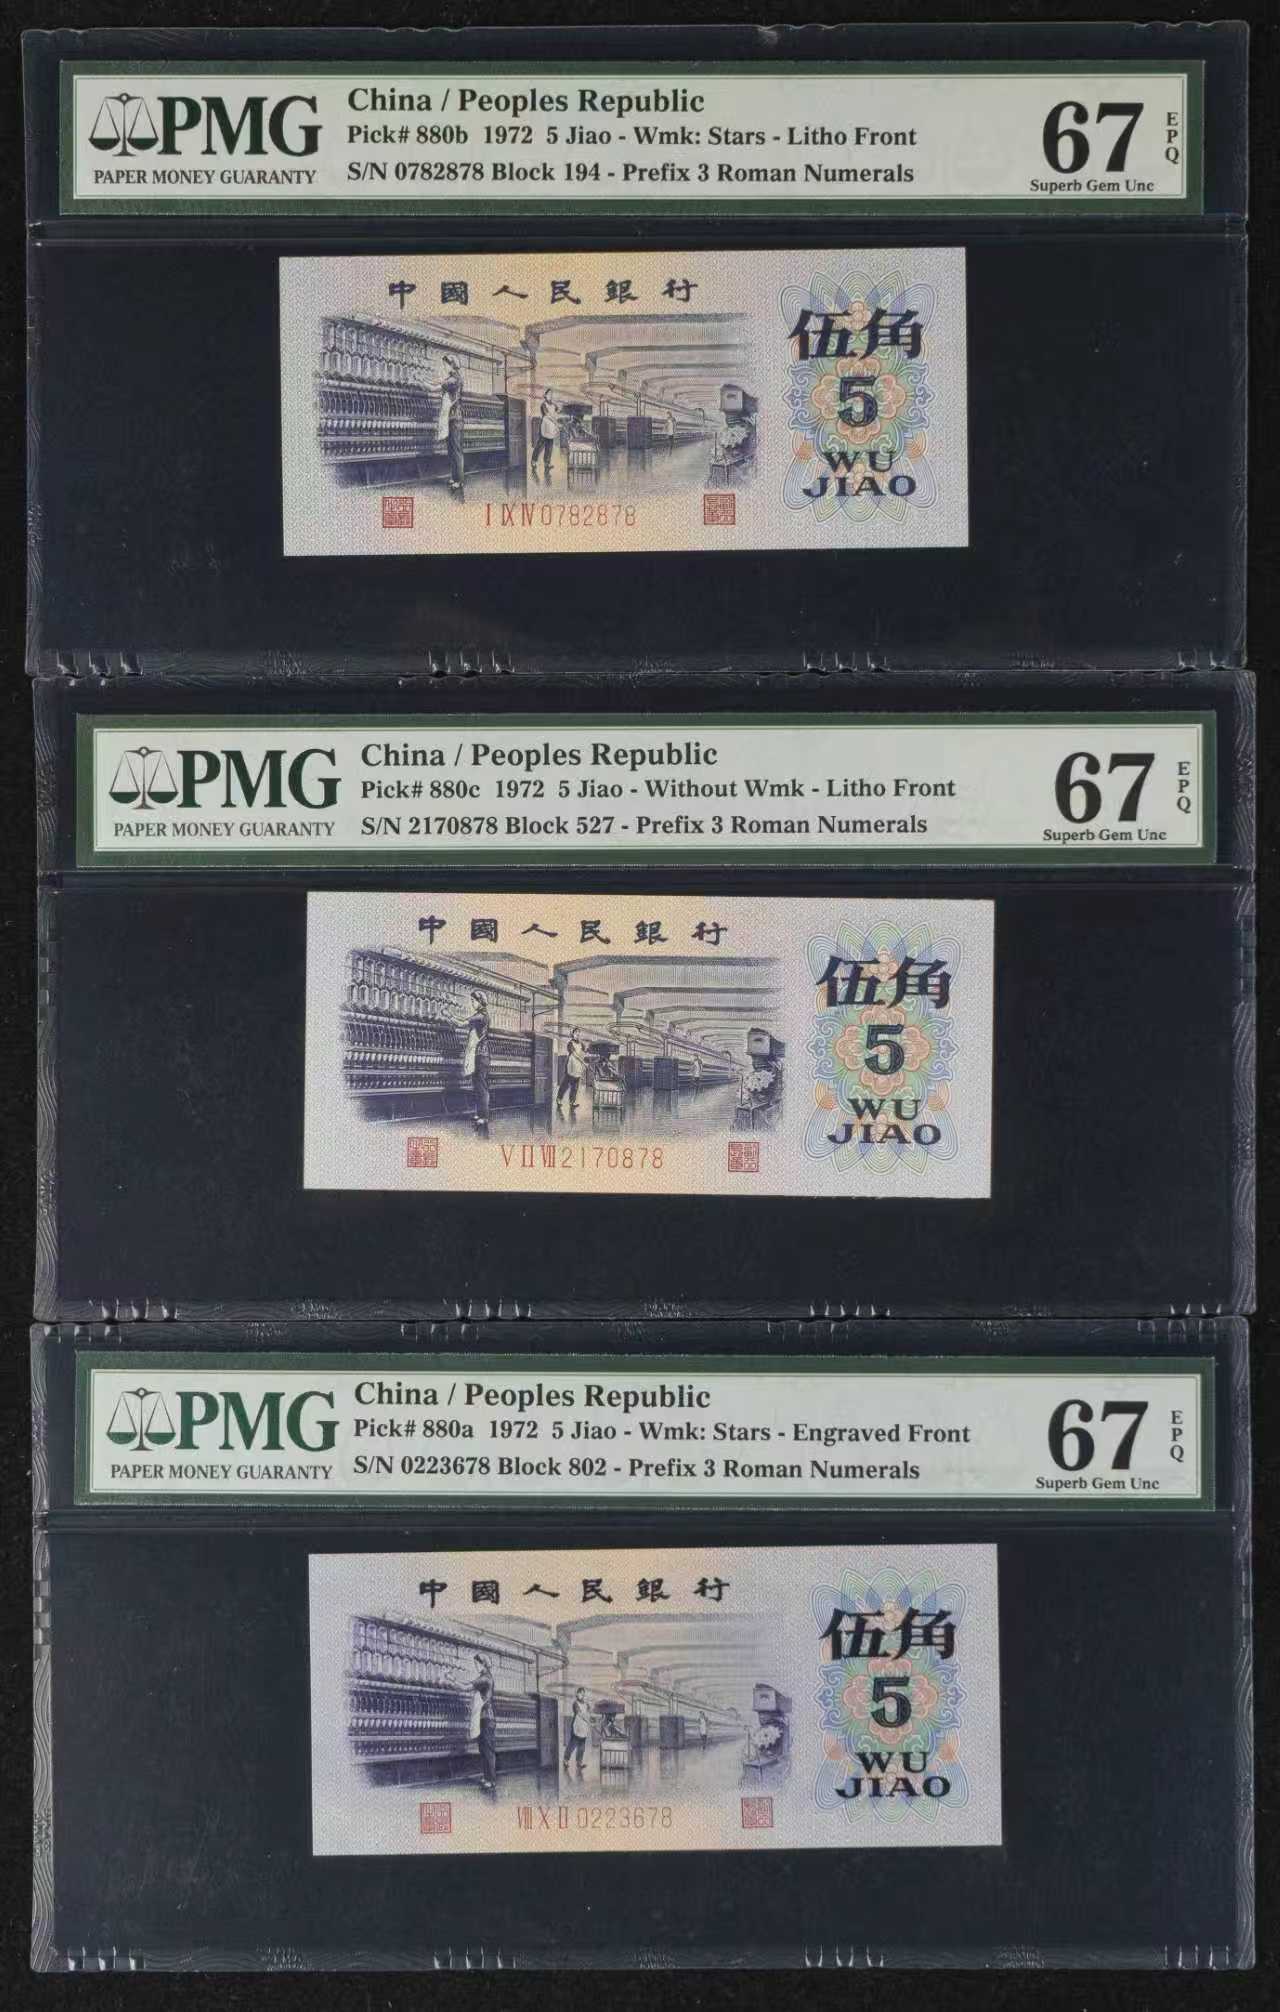 PMG
PAPER MONEY GUARANTY
China / Peoples Republic
Pick# 880b 1972 5 Jiao - Wmk: Stars - Litho Front
S/N 0782878 Block 194 - Prefix 3 Roman Numerals
67
EPQ
Superb Gem Unc
中國人民銀行
伍角
5
WU
JIAO
I IX IV 0782878
PMG
PAPER MONEY GUARANTY
China / Peoples Republic
Pick# 880c 1972 5 Jiao - Without Wmk - Litho Front
S/N 2170878 Block 527 - Prefix 3 Roman Numerals
67
EPQ
Superb Gem Unc
中國人民銀行
伍角
5
WU
JIAO
V II VII 2170878
PMG
PAPER MONEY GUARANTY
China / Peoples Republic
Pick# 880a 1972 5 Jiao - Wmk: Stars - Engraved Front
S/N 0223678 Block 802 - Prefix 3 Roman Numerals
67
EPQ
Superb Gem Unc
中國人民銀行
伍角
5
WU
JIAO
VIII X II 0223678